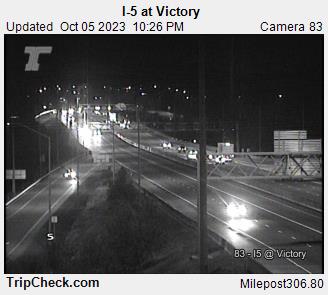 I-5 at Victory
Updated Oct 05 2023 10:26 PM Camera 83
T
S
83 - I5 @ Victory
TripCheck.com Milepost306.80